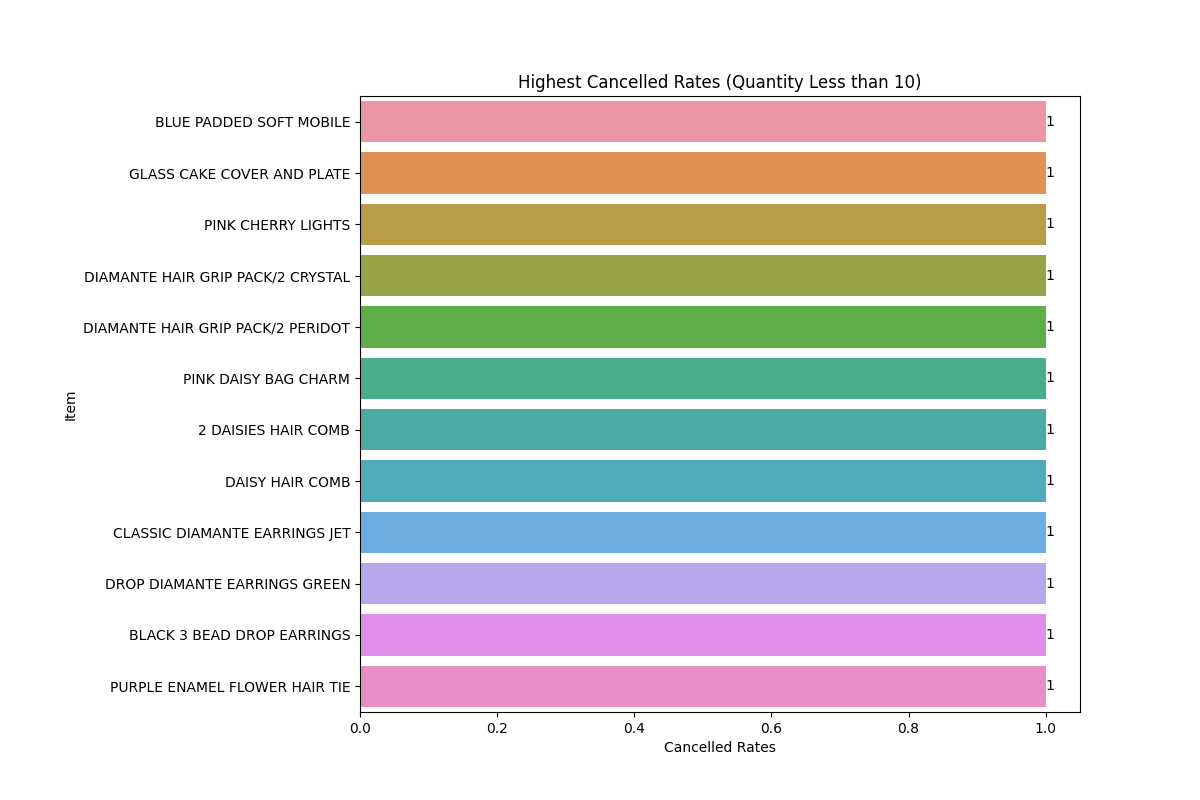 Highest Cancelled Rates (Quantity Less than 10)
BLUE PADDED SOFT MOBILE 1
GLASS CAKE COVER AND PLATE 1
PINK CHERRY LIGHTS 1
DIAMANTE HAIR GRIP PACK/2 CRYSTAL 1
DIAMANTE HAIR GRIP PACK/2 PERIDOT 1
PINK DAISY BAG CHARM 1
Item
2 DAISIES HAIR COMB 1
DAISY HAIR COMB 1
CLASSIC DIAMANTE EARRINGS JET 1
DROP DIAMANTE EARRINGS GREEN 1
BLACK 3 BEAD DROP EARRINGS 1
PURPLE ENAMEL FLOWER HAIR TIE 1
0.0 0.2 0.4 0.6 0.8 1.0
Cancelled Rates